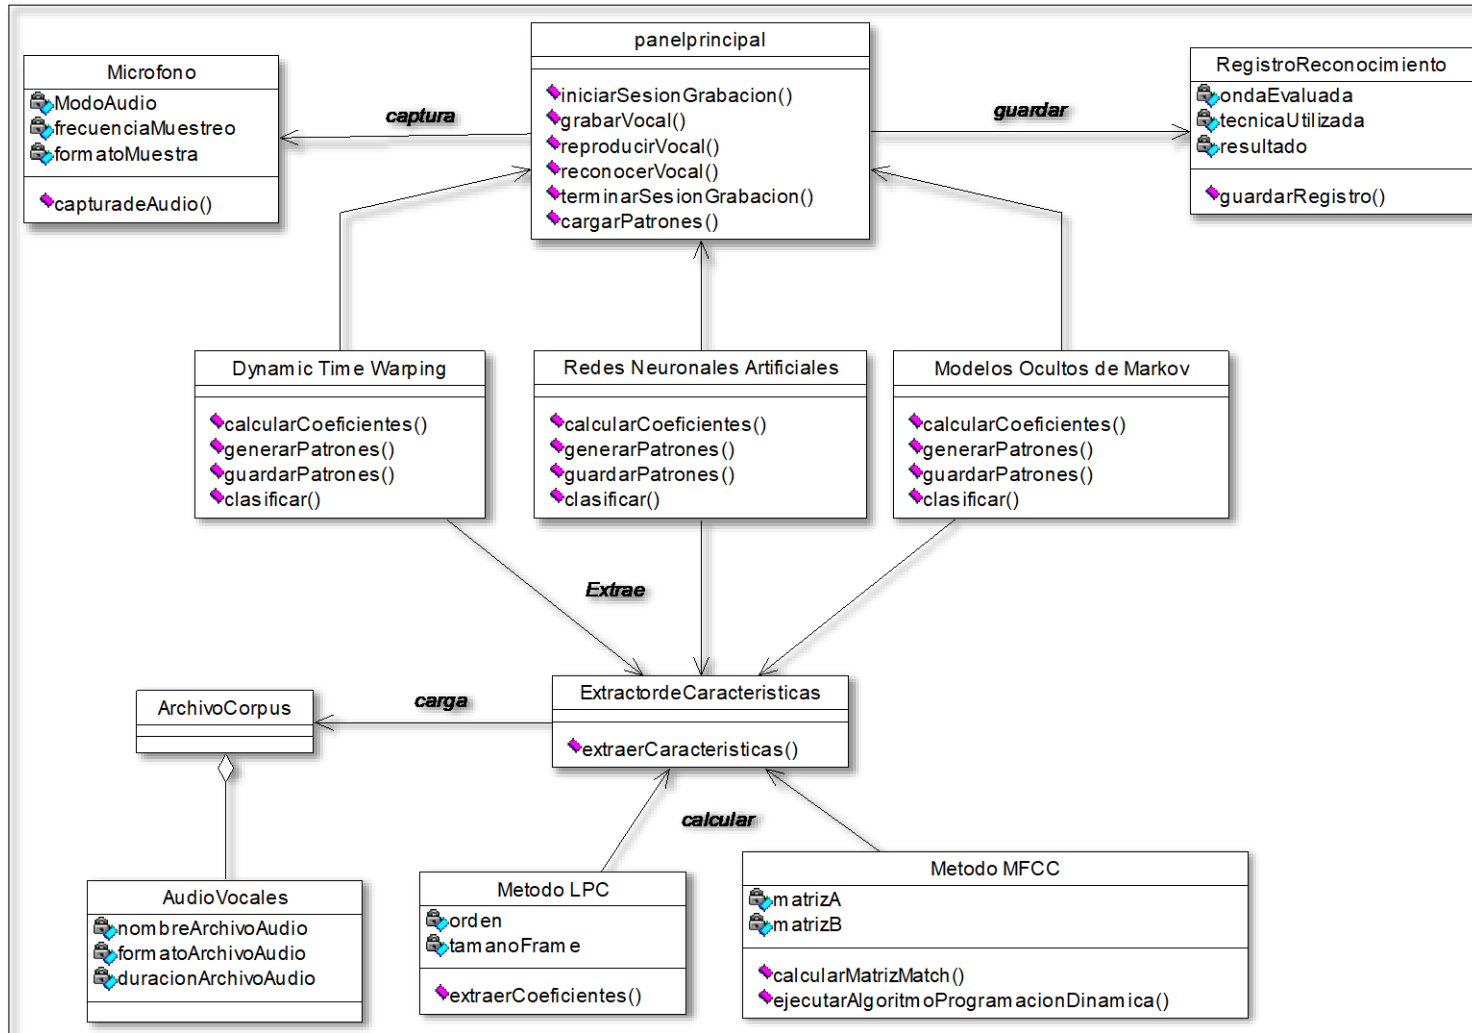 panelprincipal
iniciarSesionGrabacion()
grabarVocal()
reproducirVocal()
reconocerVocal()
terminarSesionGrabacion()
cargarPatrones()
Microfono
ModoAudio
frecuenciaMuestreo
formatoMuestra
capturadeAudio()
captura
guardar
RegistroReconocimiento
ondaEvaluada
tecnicaUtilizada
resultado
guardarRegistro()
Dynamic Time Warping
calcularCoeficientes()
generarPatrones()
guardarPatrones()
clasificar()
Redes Neuronales Artificiales
calcularCoeficientes()
generarPatrones()
guardarPatrones()
clasificar()
Modelos Ocultos de Markov
calcularCoeficientes()
generarPatrones()
guardarPatrones()
clasificar()
Extrae
ExtractordeCaracteristicas
extraerCaracteristicas()
carga
ArchivoCorpus
calcular
AudioVocales
nombreArchivoAudio
formatoArchivoAudio
duracionArchivoAudio
Metodo LPC
orden
tamanoFrame
extraerCoeficientes()
Metodo MFCC
matrizA
matrizB
calcularMatrizMatch()
ejecutarAlgoritmoProgramacionDinamica()